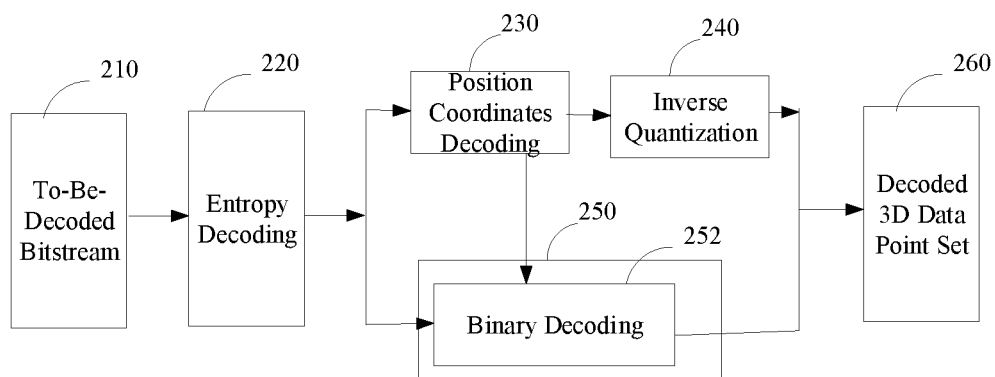 210
To-Be-
Decoded
Bitstream
220
Entropy
Decoding
230
Position
Coordinates
Decoding
240
Inverse
Quantization
250
252
Binary Decoding
260
Decoded
3D Data
Point Set